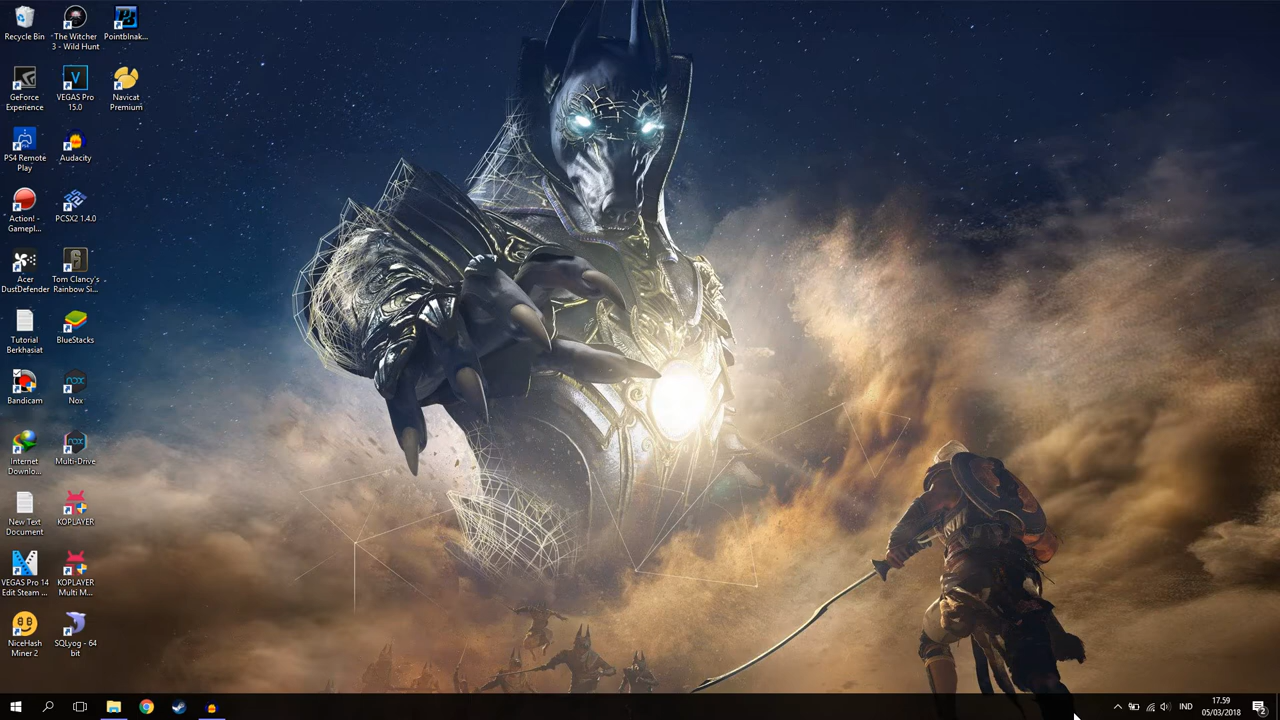 Recycle Bin
The Witcher
3 - Wild Hunt
Pointblnak...
GeForce
Experience
VEGAS Pro
15.0
Navicat
Premium
PS4 Remote
Play
Audacity
Action! -
Gamepl...
PCSX2 1.4.0
Acer
DustDefender
Tom Clancy's
Rainbow Si...
Tutorial
Berkhasiat
BlueStacks
Bandicam
Nox
Internet
Downlo...
Multi-Drive
New Text
Document
KOPLAYER
VEGAS Pro 14
Edit Steam ...
KOPLAYER
Multi M...
NiceHash
Miner 2
SQLyog - 64
bit
IND
17.59
05/03/2018
2